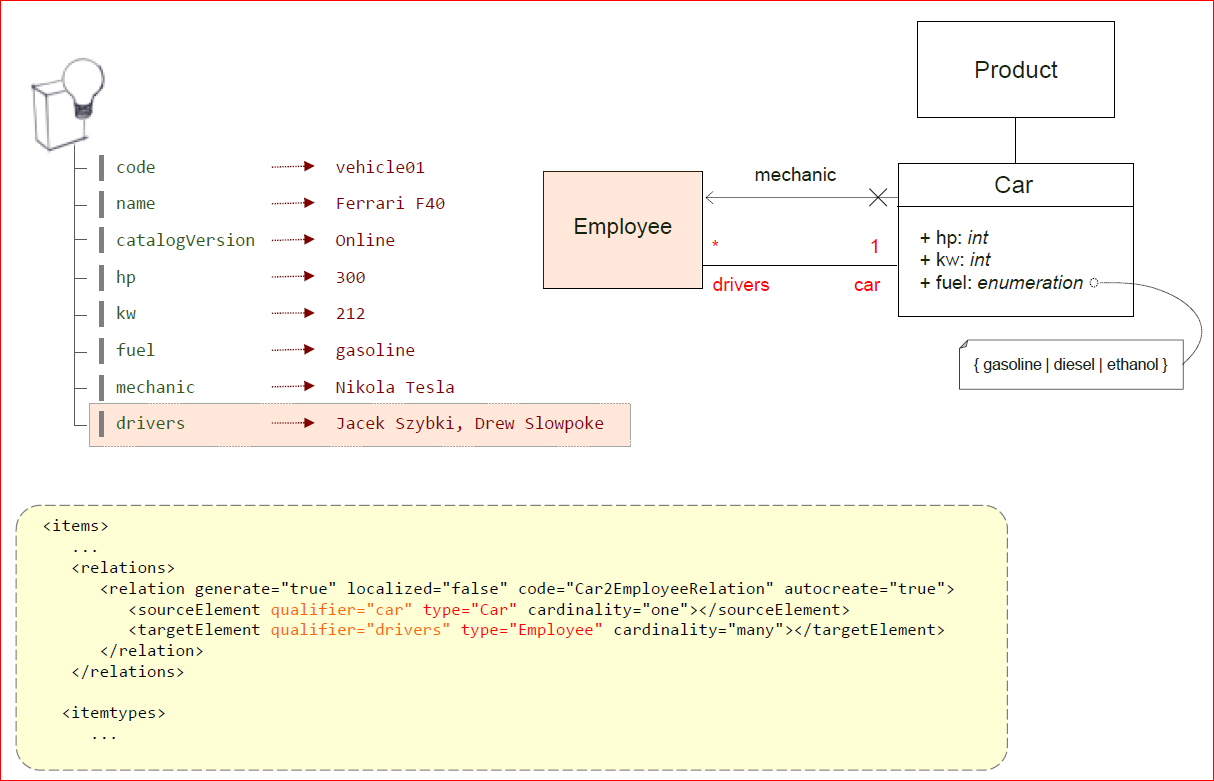 code vehicle01
name Ferrari F40
catalogVersion Online
hp 300
kw 212
fuel gasoline
mechanic Nikola Tesla
drivers Jacek Szybki, Drew Slowpoke
Product
Car
+ hp: int
+ kw: int
+ fuel: enumeration
{ gasoline | diesel | ethanol }
mechanic
Employee
* 1
drivers car
<items>
...
<relations>
<relation generate="true" localized="false" code="Car2EmployeeRelation" autocreate="true">
<sourceElement qualifier="car" type="Car" cardinality="one"></sourceElement>
<targetElement qualifier="drivers" type="Employee" cardinality="many"></targetElement>
</relation>
</relations>
<itemtypes>
...